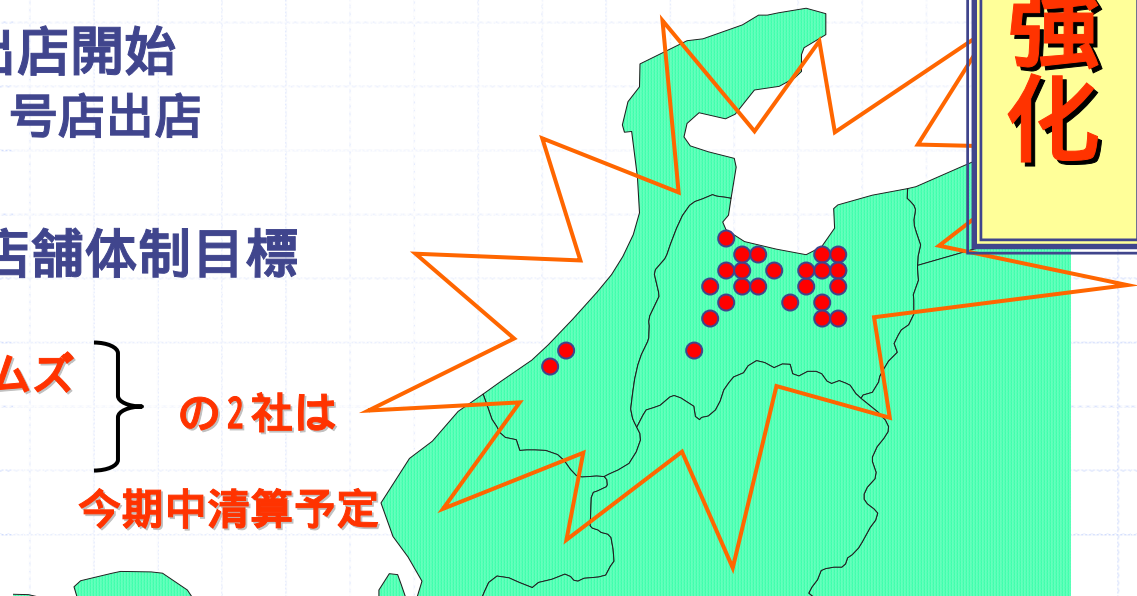 出店開始
号店出店
店舗体制目標
ムズ
の2社は
今期中清算予定
強
化